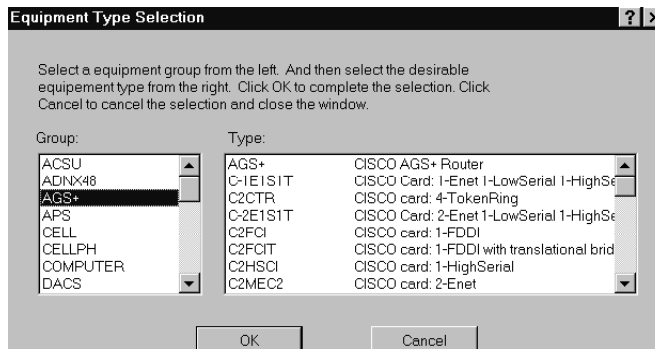 Equipment Type Selection
Select a equipment group from the left. And then select the desirable
equipement type from the right. Click OK to complete the selection. Click
Cancel to cancel the selection and close the window.
Group: Type:
ACSU AGS+ CISCO AGS+ Router
ADNX48 C-1E1S1T CISCO Card: 1-Enet 1-LowSerial 1-HighSe
AGS+ C2CTR CISCO card: 4-TokenRing
APS C-2E1S1T CISCO Card: 2-Enet 1-LowSerial 1-HighSe
CELL C2FCI CISCO card: 1-FDDI
CELLPH C2FCIT CISCO card: 1-FDDI with translational brid
COMPUTER C2HSCI CISCO card: 1-HighSerial
DACS C2MEC2 CISCO card: 2-Enet
OK Cancel